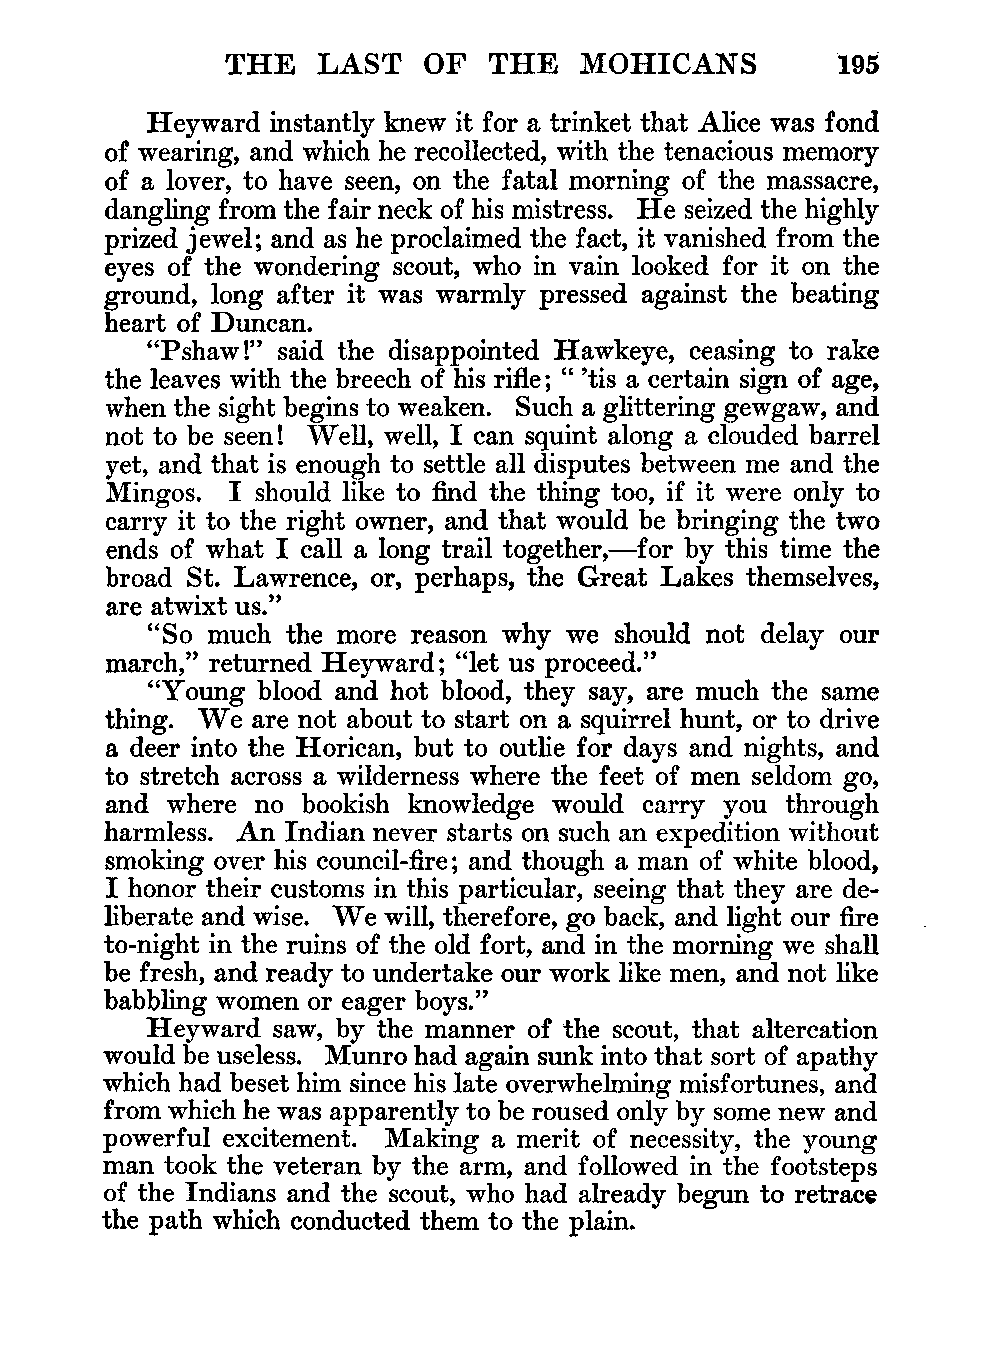 THE LAST OF THE MOHICANS 195
Heyward instantly knew it for a trinket that Alice was fond
of wearing, and which he recollected, with the tenacious memory
of a lover, to have seen, on the fatal morning of the massacre,
dangling from the fair neck of his mistress. He seized the highly
prized jewel; and as he proclaimed the fact, it vanished from the
eyes of the wondering scout, who in vain looked for it on the
ground, long after it was warmly pressed against the beating
heart of Duncan.
“Pshaw!” said the disappointed Hawkeye, ceasing to rake
the leaves with the breech of his rifle; “ ’tis a certain sign of age,
when the sight begins to weaken. Such a glittering gewgaw, and
not to be seen! Well, well, I can squint along a clouded barrel
yet, and that is enough to settle all disputes between me and the
Mingos. I should like to find the thing too, if it were only to
carry it to the right owner, and that would be bringing the two
ends of what I call a long trail together,—for by this time the
broad St. Lawrence, or, perhaps, the Great Lakes themselves,
are atwixt us.”
“So much the more reason why we should not delay our
march,” returned Heyward; “let us proceed.”
“Young blood and hot blood, they say, are much the same
thing. We are not about to start on a squirrel hunt, or to drive
a deer into the Horican, but to outlie for days and nights, and
to stretch across a wilderness where the feet of men seldom go,
and where no bookish knowledge would carry you through
harmless. An Indian never starts on such an expedition without
smoking over his council-fire; and though a man of white blood,
I honor their customs in this particular, seeing that they are de-
liberate and wise. We will, therefore, go back, and light our fire
to-night in the ruins of the old fort, and in the morning we shall
be fresh, and ready to undertake our work like men, and not like
babbling women or eager boys.”
Heyward saw, by the manner of the scout, that altercation
would be useless. Munro had again sunk into that sort of apathy
which had beset him since his late overwhelming misfortunes, and
from which he was apparently to be roused only by some new and
powerful excitement. Making a merit of necessity, the young
man took the veteran by the arm, and followed in the footsteps
of the Indians and the scout, who had already begun to retrace
the path which conducted them to the plain.